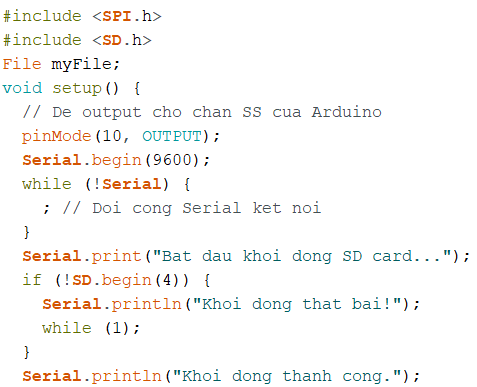 #include <SPI.h>
#include <SD.h>
File myFile;
void setup() {
  // De output cho chan SS cua Arduino
  pinMode(10, OUTPUT);
  Serial.begin(9600);
  while (!Serial) {
    ; // Doi cong Serial ket noi
  }
  Serial.print("Bat dau khoi dong SD card...");
  if (!SD.begin(4)) {
    Serial.println("Khoi dong that bai!");
    while (1);
  }
  Serial.println("Khoi dong thanh cong.");